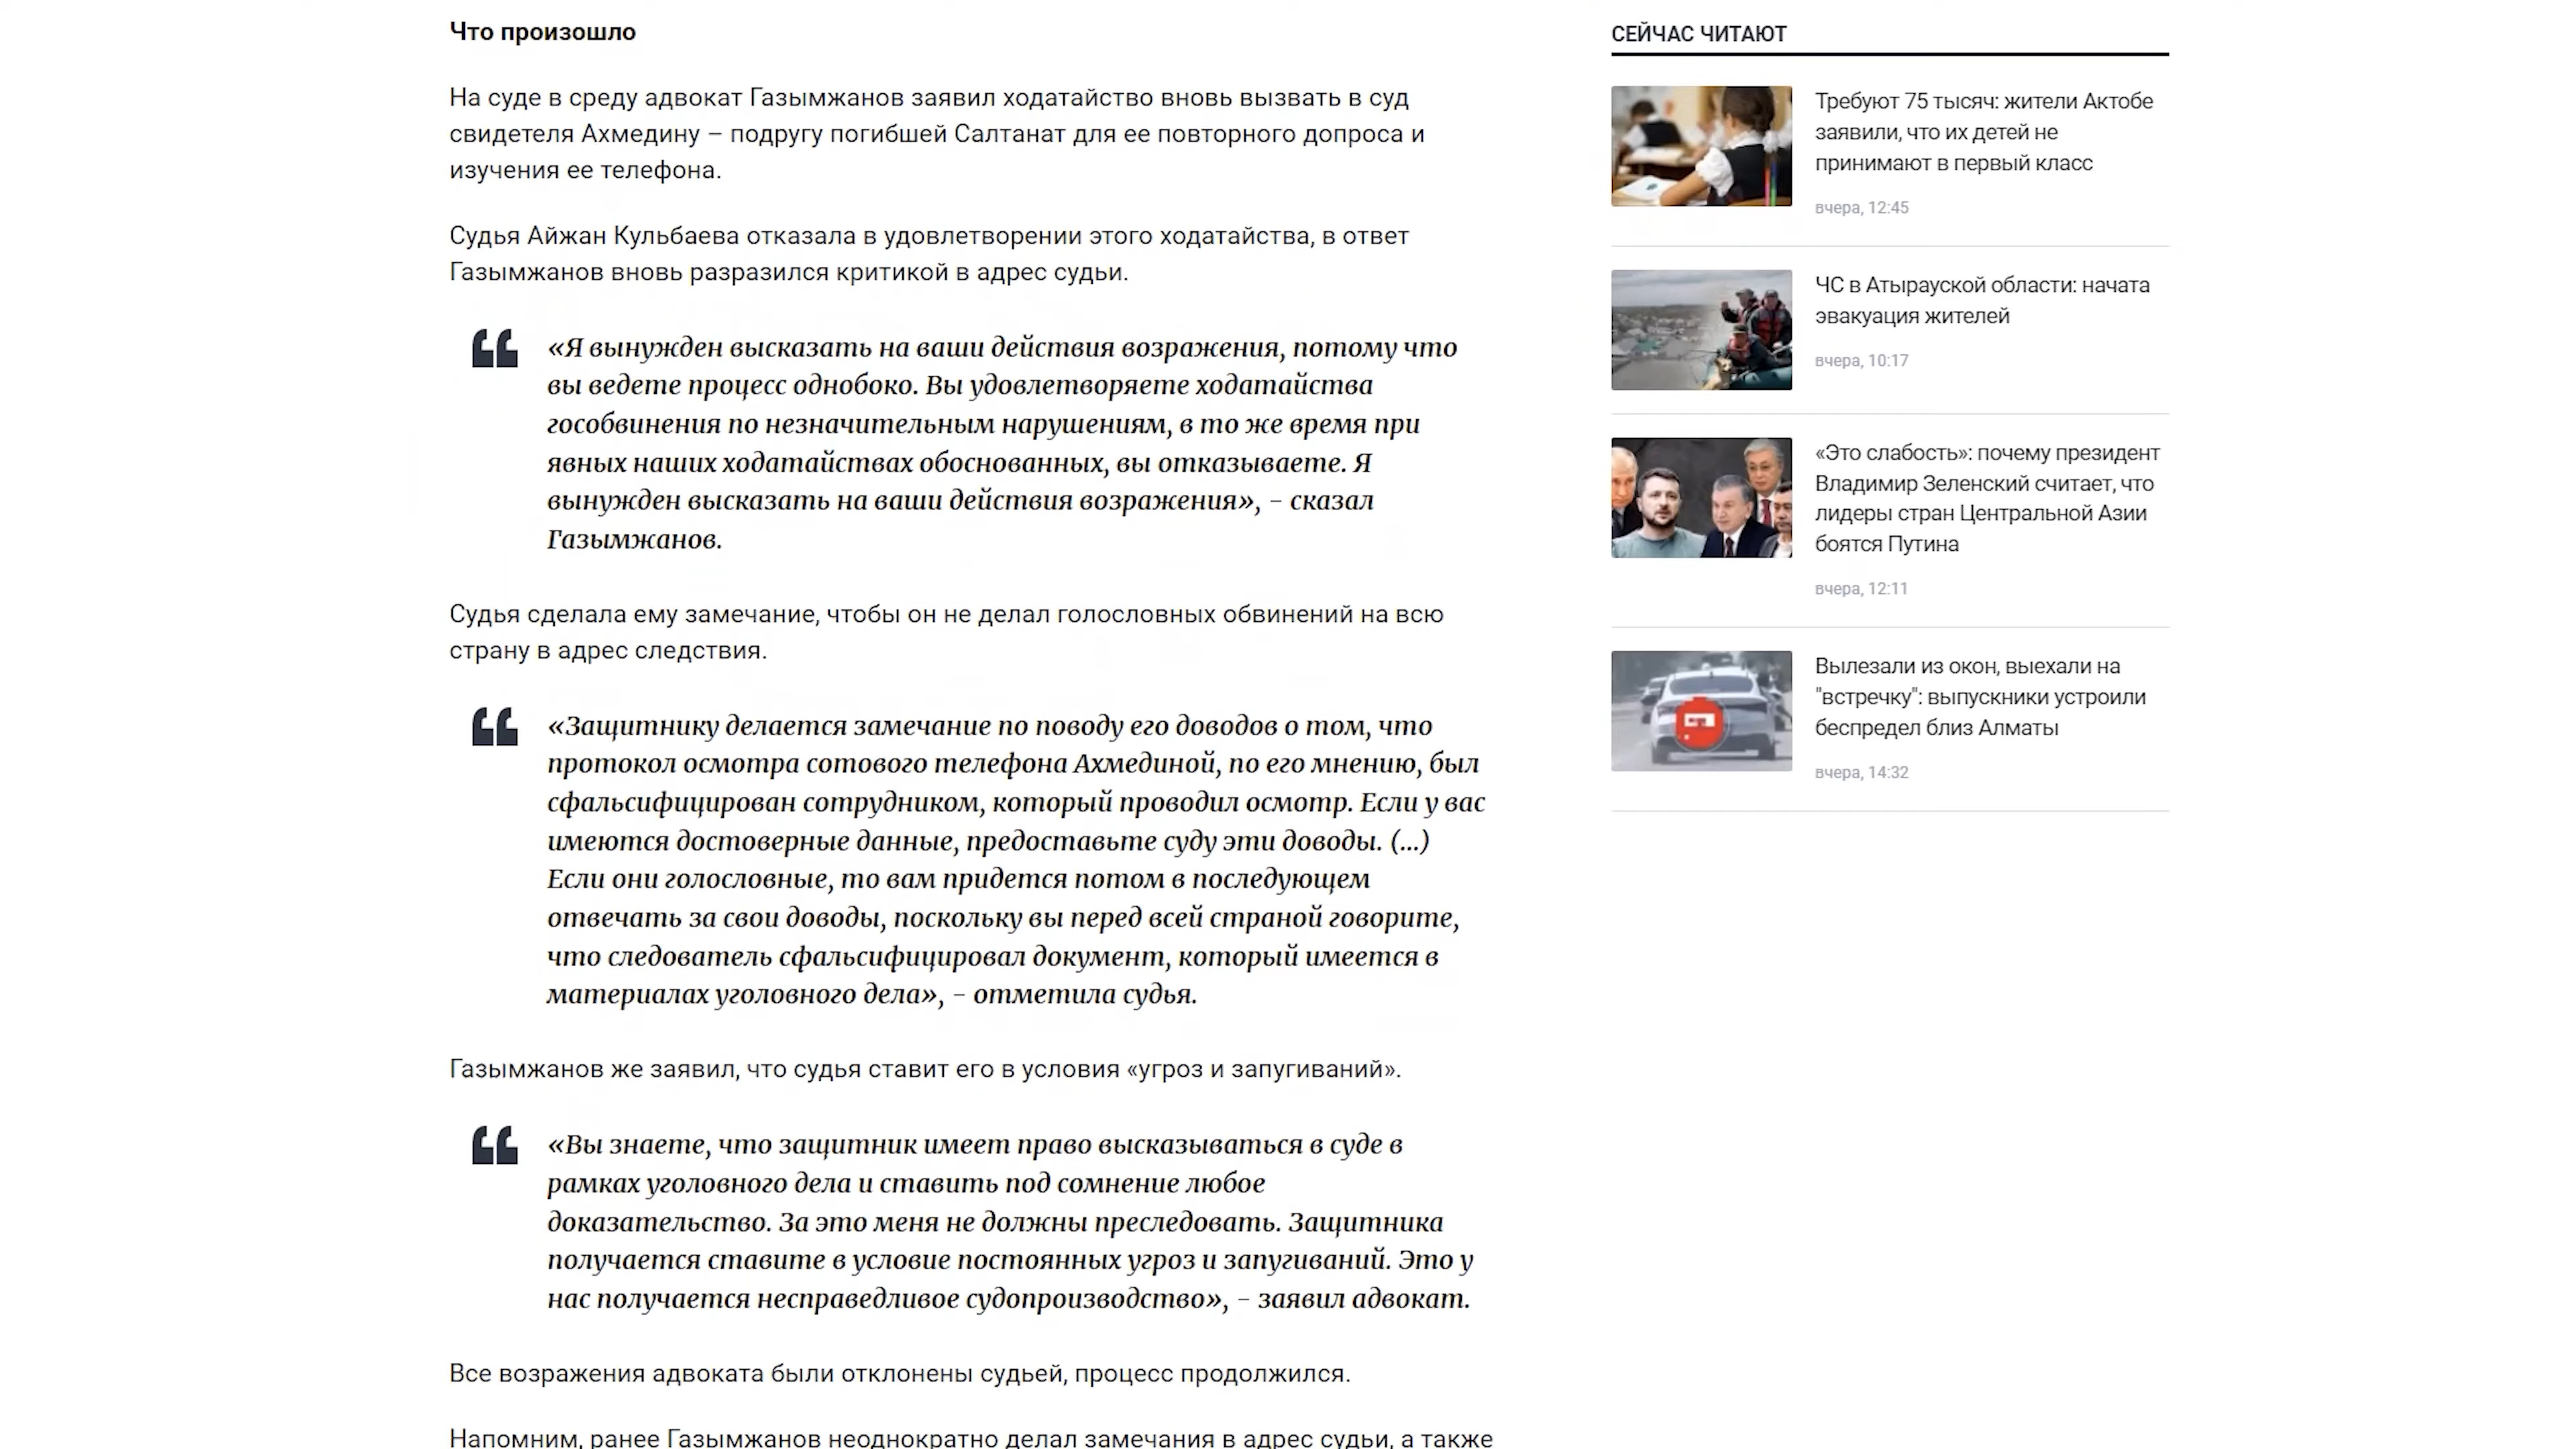 Что произошло
На суде в среду адвокат Газымжанов заявил ходатайство вновь вызвать в суд
свидетеля Ахмедину – подругу погибшей Салтанат для ее повторного допроса и
изучения ее телефона.
Судья Айжан Кульбаева отказала в удовлетворении этого ходатайства, в ответ
Газымжанов вновь разразился критикой в адрес судьи.
«Я вынужден высказать на ваши действия возражения, потому что
вы ведете процесс однобоко. Вы удовлетворяете ходатайства
гособвинения по незначительным нарушениям, в то же время при
явных наших ходатайствах обоснованных, вы отказываете. Я
вынужден высказать на ваши действия возражения», – сказал
Газымжанов.
Судья сделала ему замечание, чтобы он не делал голословных обвинений на всю
страну в адрес следствия.
«Защитнику делается замечание по поводу его доводов о том, что
протокол осмотра сотового телефона Ахмединой, по его мнению, был
сфальсифицирован сотрудником, который проводил осмотр. Если у вас
имеются достоверные данные, предоставьте суду эти доводы. (...)
Если они голословные, то вам придется потом в последующем
отвечать за свои доводы, поскольку вы перед всей страной говорите,
что следователь сфальсифицировал документ, который имеется в
материалах уголовного дела», – отметила судья.
Газымжанов же заявил, что судья ставит его в условия «угроз и запугиваний».
«Вы знаете, что защитник имеет право высказываться в суде в
рамках уголовного дела и ставить под сомнение любое
доказательство. За это меня не должны преследовать. Защитника
получается ставите в условие постоянных угроз и запугиваний. Это у
нас получается несправедливое судопроизводство», – заявил адвокат.
Все возражения адвоката были отклонены судьей, процесс продолжился.
Напомним, ранее Газымжанов неоднократно делал замечания в адрес судьи, а также
СЕЙЧАС ЧИТАЮТ
Требуют 75 тысяч: жители Актобе
заявили, что их детей не
принимают в первый класс
вчера, 12:45
ЧС в Атырауской области: начата
эвакуация жителей
вчера, 10:17
«Это слабость»: почему президент
Владимир Зеленский считает, что
лидеры стран Центральной Азии
боятся Путина
вчера, 12:11
Вылезали из окон, выехали на
"встречку": выпускники устроили
беспредел близ Алматы
вчера, 14:32